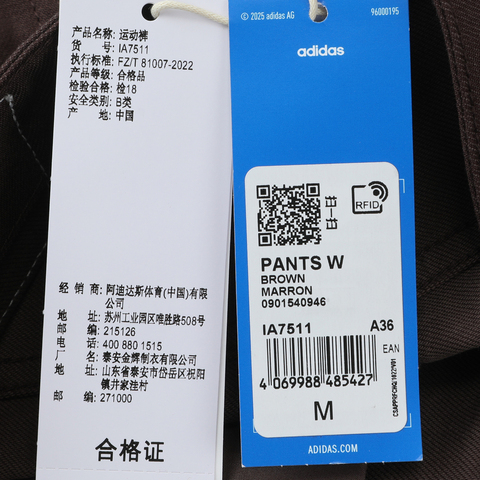 产品名称: 运动裤
货 号: IA7511
执行标准: FZ/T 81007-2022
产品等级: 合格品
检验合格: 检18
安全类别: B类
产 地: 中国
经 销 商: 阿迪达斯体育(中国)有限公司
地 址: 苏州工业园区唯胜路508号
邮 编: 215126
电 话: 400 880 1515
厂 名: 泰安金辉制衣有限公司
地 址: 山东省泰安市岱岳区祝阳
镇井家洼村
邮 编: 271000
合格证
© 2025 adidas AG
96000195
adidas
RFID
PANTS W
BROWN
MARRON
0901540946
IA7511 A36
EAN
4 069988 485427
M
ADIDAS.COM